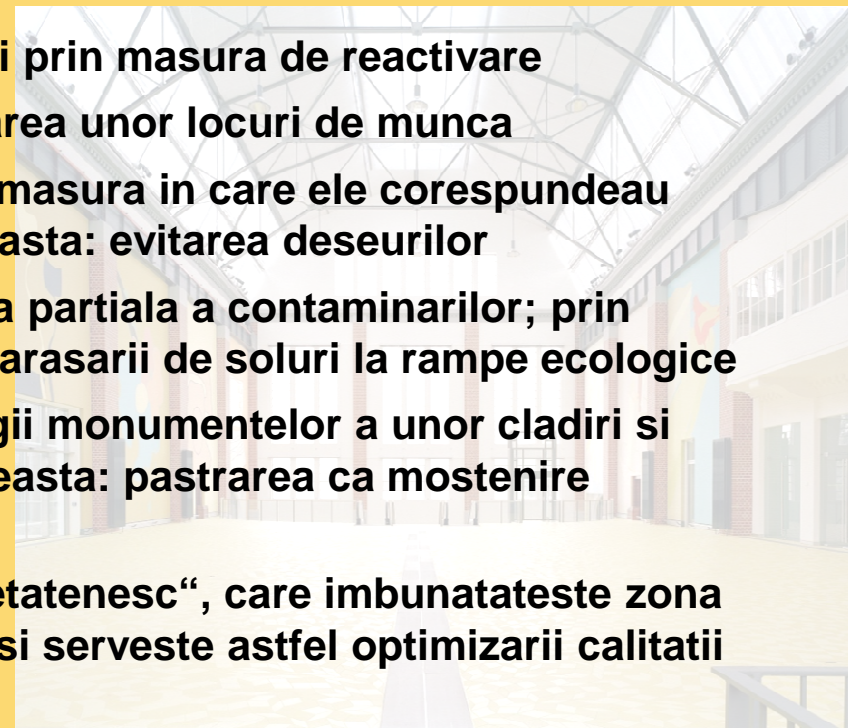 i prin masura de reactivare
area unor locuri de munca
masura in care ele corespundeau
easta: evitarea deseurilor
a partiala a contaminarilor; prin
arasarii de soluri la rampe ecologice
gii monumentelor a unor cladiri si
easta: pastrarea ca mostenire
etatenesc“, care imbunatateste zona
si serveste astfel optimizarii calitatii